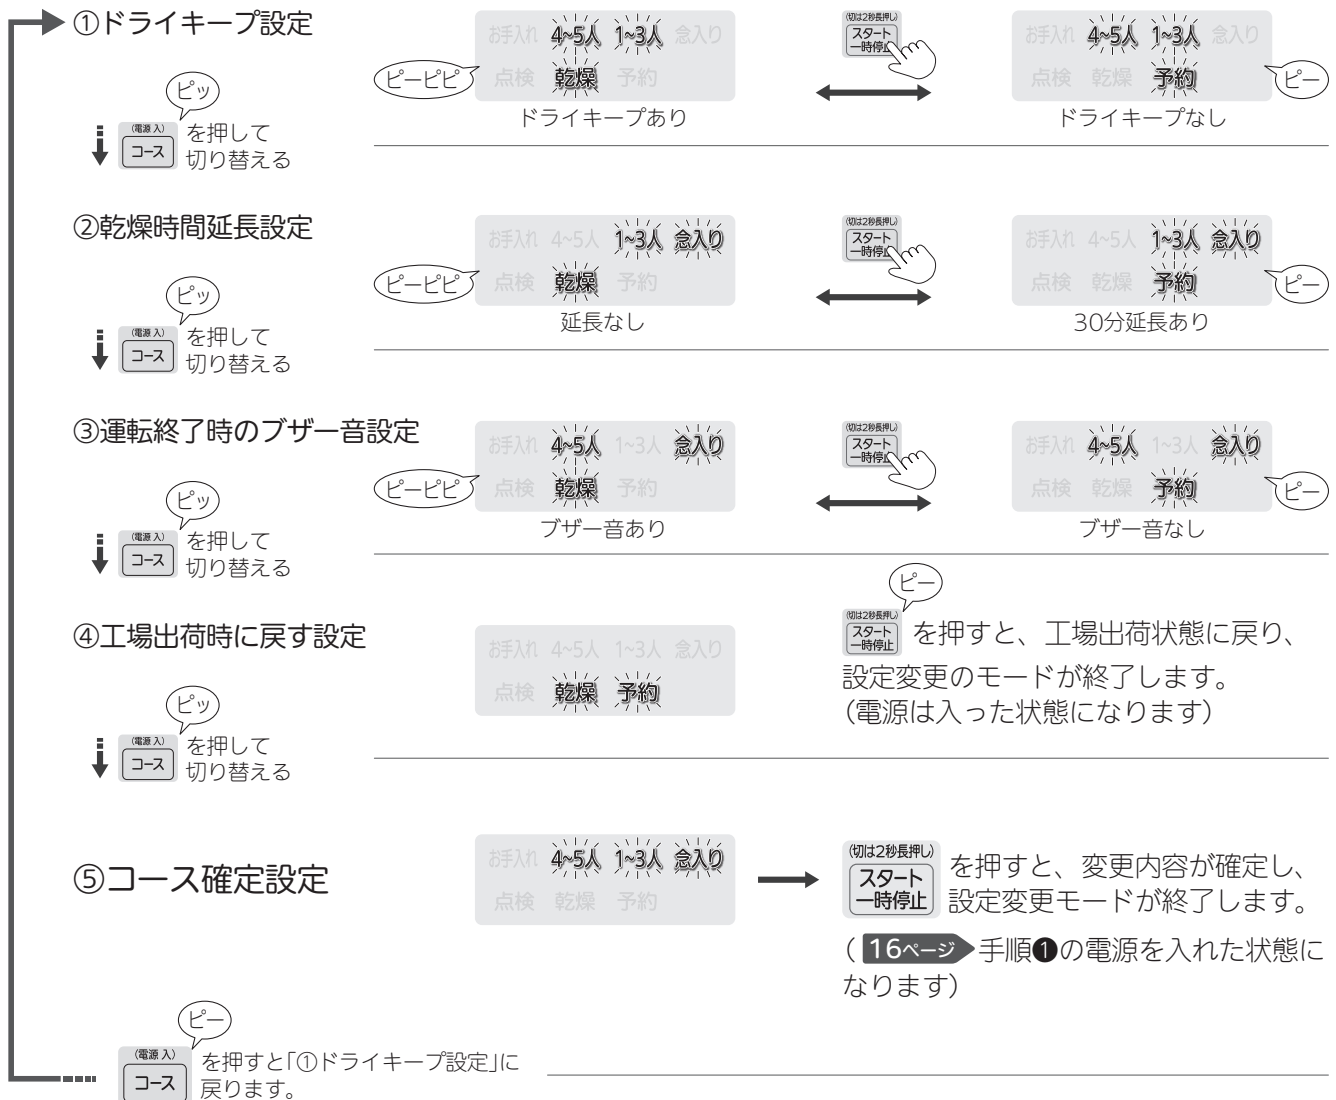 ①ドライキープ設定
お手入れ 4~5人 1~3人 念入り
点検 乾燥 予約
ピーピピ
ドライキープあり
(切は2秒長押し)
スタート
一時停止
お手入れ 4~5人 1~3人 念入り
点検 乾燥 予約
ピー
ドライキープなし
ピッ
(電源 入)
コース
を押して
切り替える
②乾燥時間延長設定
お手入れ 4~5人 1~3人 念入り
点検 乾燥 予約
ピーピピ
延長なし
(切は2秒長押し)
スタート
一時停止
お手入れ 4~5人 1~3人 念入り
点検 乾燥 予約
ピー
30分延長あり
ピッ
(電源 入)
コース
を押して
切り替える
③運転終了時のブザー音設定
お手入れ 4~5人 1~3人 念入り
点検 乾燥 予約
ピーピピ
ブザー音あり
(切は2秒長押し)
スタート
一時停止
お手入れ 4~5人 1~3人 念入り
点検 乾燥 予約
ピー
ブザー音なし
ピッ
(電源 入)
コース
を押して
切り替える
④工場出荷時に戻す設定
お手入れ 4~5人 1~3人 念入り
点検 乾燥 予約
ピー
(切は2秒長押し)
スタート
一時停止
を押すと、工場出荷状態に戻り、
設定変更のモードが終了します。
(電源は入った状態になります)
ピッ
(電源 入)
コース
を押して
切り替える
⑤コース確定設定
お手入れ 4~5人 1~3人 念入り
点検 乾燥 予約
(切は2秒長押し)
スタート
一時停止
を押すと、変更内容が確定し、
設定変更モードが終了します。
(16ページ 手順❶の電源を入れた状態に
なります)
ピー
(電源 入)
コース
を押すと「①ドライキープ設定」に
戻ります。